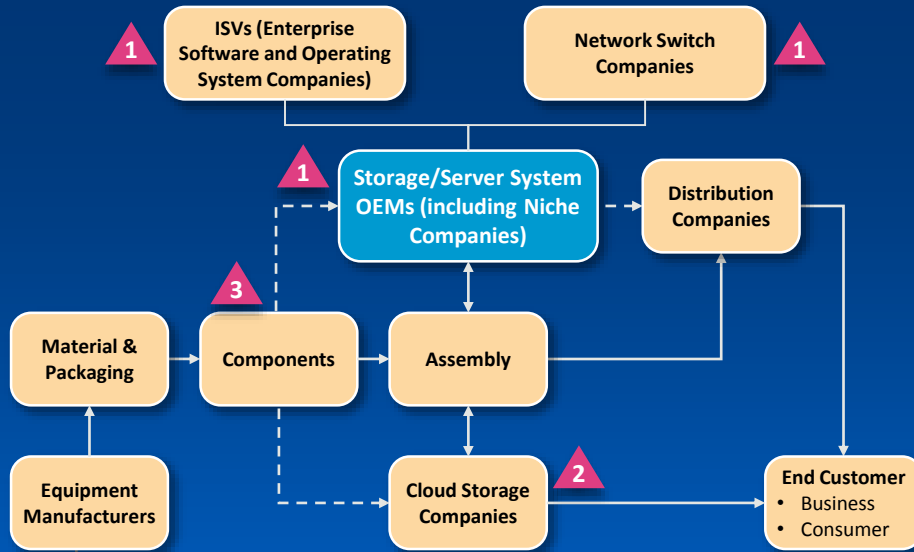 ISVs (Enterprise
Software and Operating
System Companies)
1
Network Switch
Companies
1
1
Storage/Server System
OEMs (including Niche
Companies)
Distribution
Companies
3
Material &
Packaging
Components
Assembly
Equipment
Manufacturers
Cloud Storage
Companies
2
End Customer
• Business
• Consumer